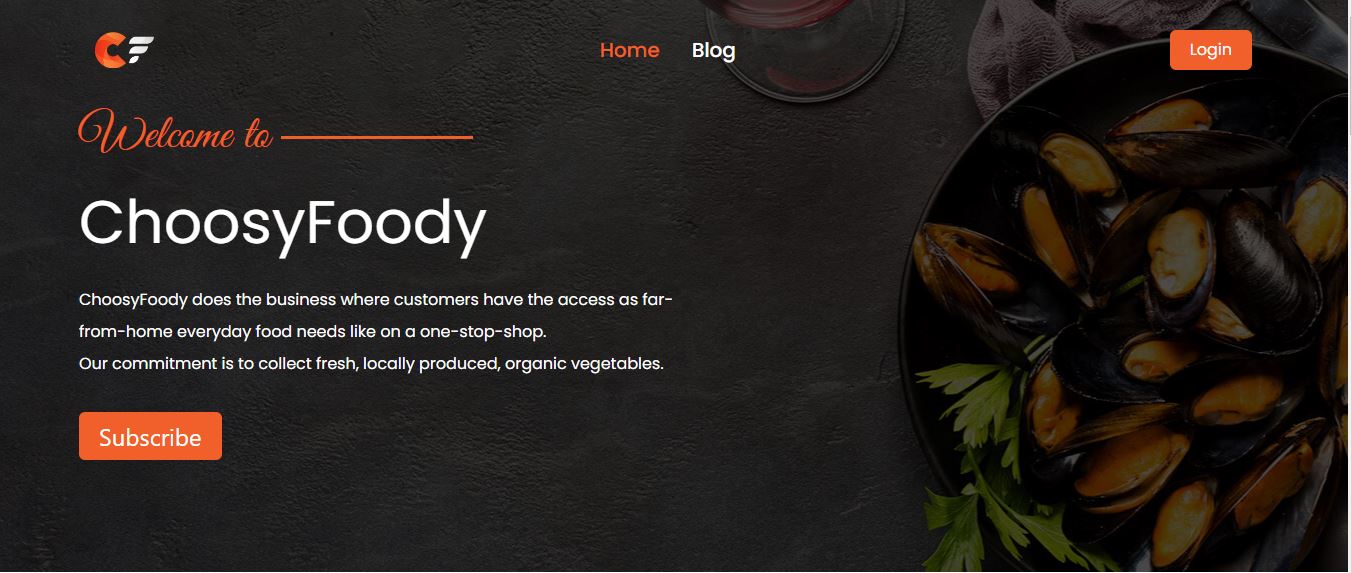 CF
Home
Blog
Login
Welcome to
ChoosyFoody
ChoosyFoody does the business where customers have the access as far-
from-home everyday food needs like on a one-stop-shop.
Our commitment is to collect fresh, locally produced, organic vegetables.
Subscribe